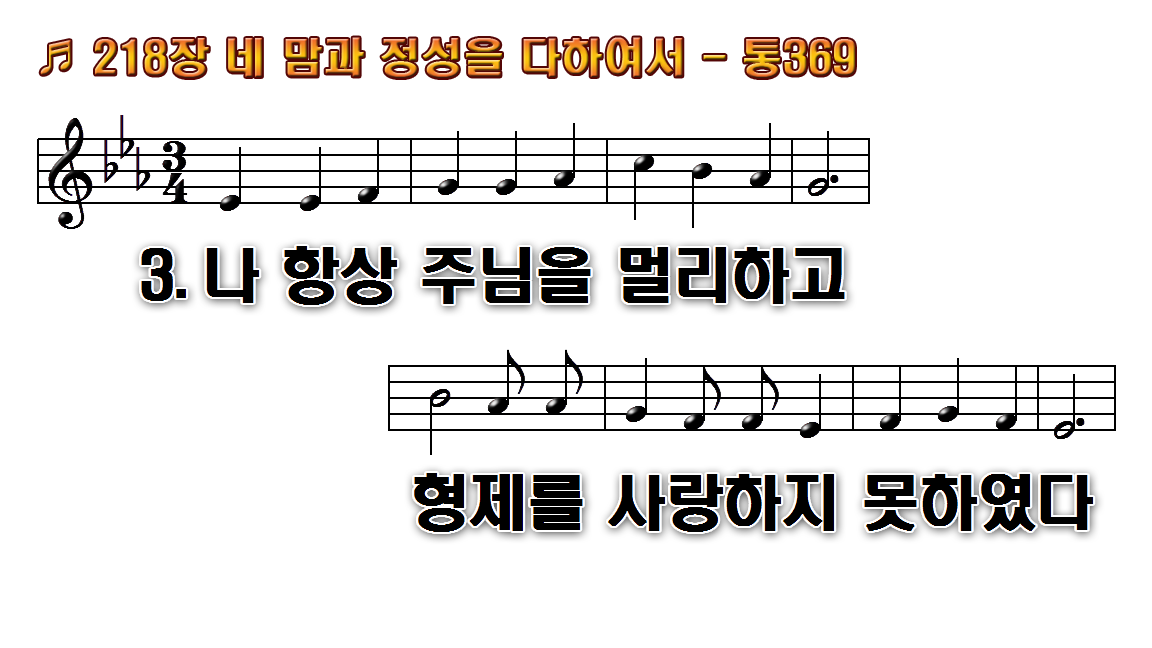 ♬ 218장 네 맘과 정성을 다하여서 - 통369
3. 나 항상 주님을 멀리하고
형제를 사랑하지 못하였다